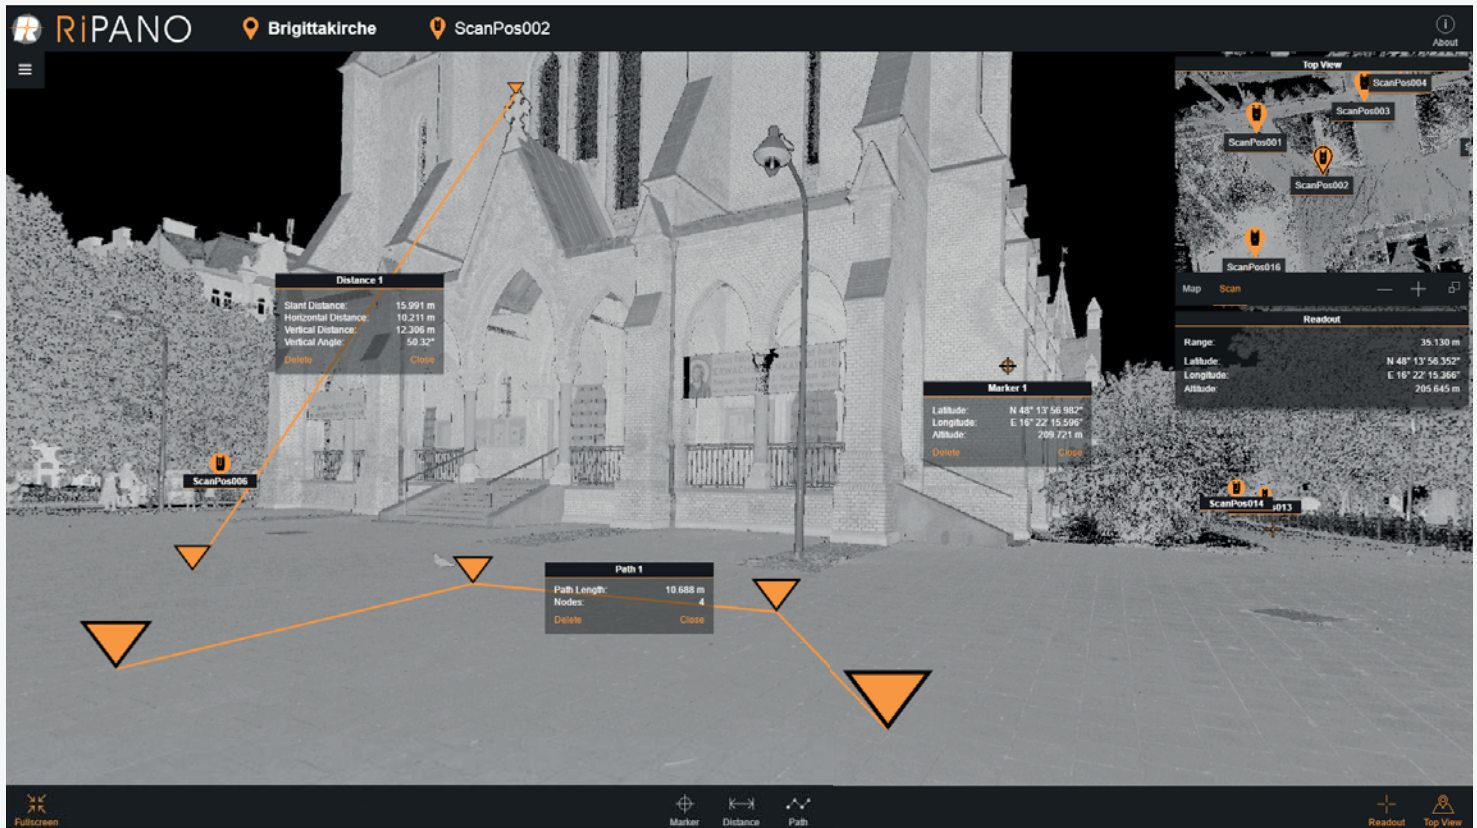 RiPANO
Brigittakirche
ScanPos002
About
Top View
ScanPos004
ScanPos003
ScanPos001
ScanPos002
ScanPos016
Map Scan
Readout
Range: 35.130 m
Latitude: N 48° 13' 56.352"
Longitude: E 16° 22' 15.366"
Altitude: 205.645 m
Distance 1
Slant Distance: 15.991 m
Horizontal Distance: 10.211 m
Vertical Distance: 12.306 m
Vertical Angle: 50.32°
Delete Close
Marker 1
Latitude: N 48° 13' 56.982"
Longitude: E 16° 22' 15.596"
Altitude: 209.721 m
Delete Close
ScanPos006
ScanPos014
Path 1
Path Length: 10.688 m
Nodes: 4
Delete Close
Fullscreen
Marker Distance Path
Readout Top View